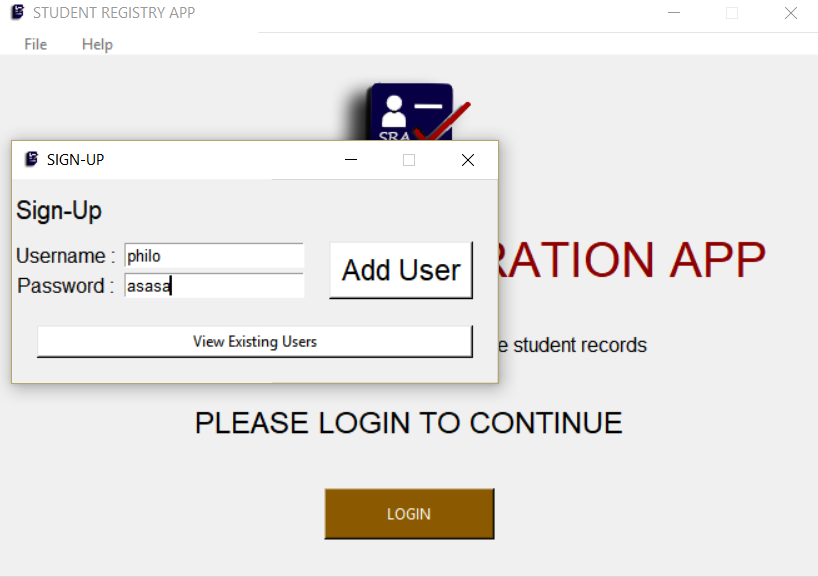 STUDENT REGISTRY APP
File Help
SRA
SIGN-UP
Sign-Up
Username : philo
Password : asasa
Add User
View Existing Users
RATION APP
e student records
PLEASE LOGIN TO CONTINUE
LOGIN